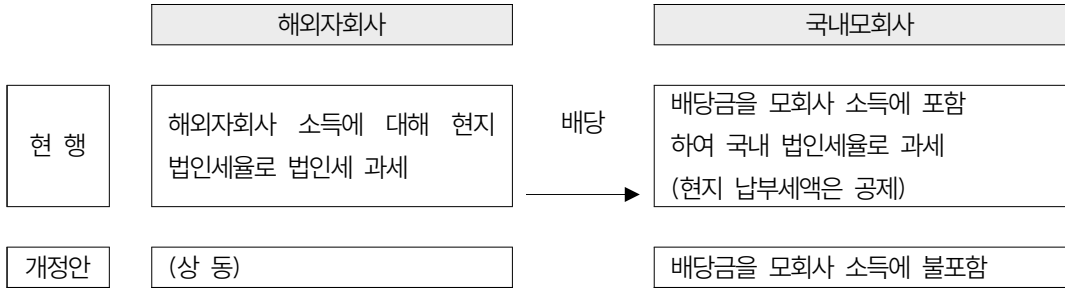 해외자회사
국내모회사
현 행
해외자회사 소득에 대해 현지
법인세율로 법인세 과세
배당
배당금을 모회사 소득에 포함
하여 국내 법인세율로 과세
(현지 납부세액은 공제)
개정안
(상 동)
배당금을 모회사 소득에 불포함